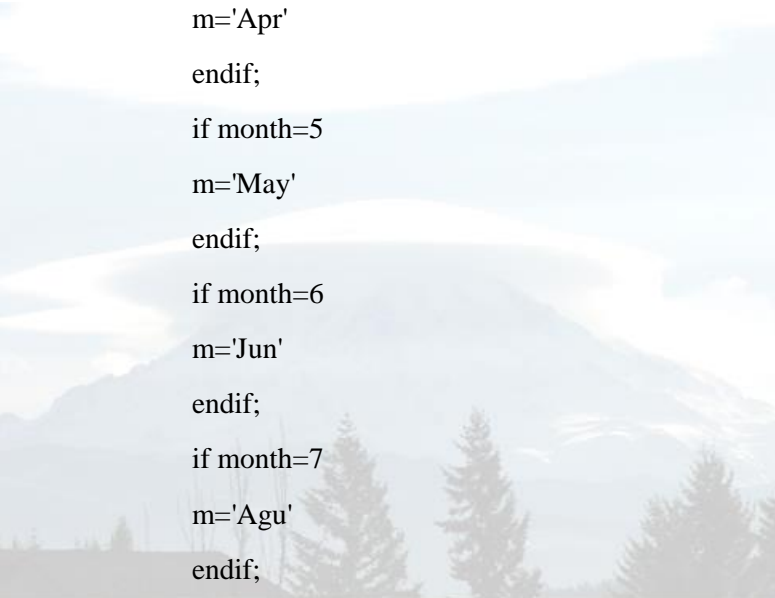 m='Apr'
endif;
if month=5
m='May'
endif;
if month=6
m='Jun'
endif;
if month=7
m='Agu'
endif;